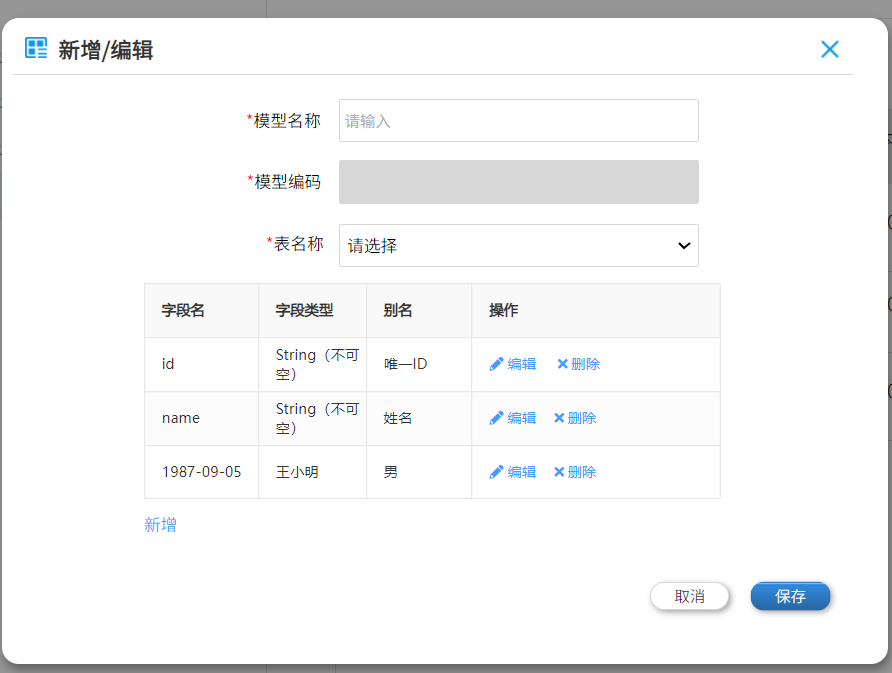 新增/编辑
*模型名称 请输入
*模型编码
*表名称 请选择
字段名 字段类型 别名 操作
id String（不可空） 唯一ID 编辑 删除
name String（不可空） 姓名 编辑 删除
1987-09-05 王小明 男 编辑 删除
新增
取消 保存